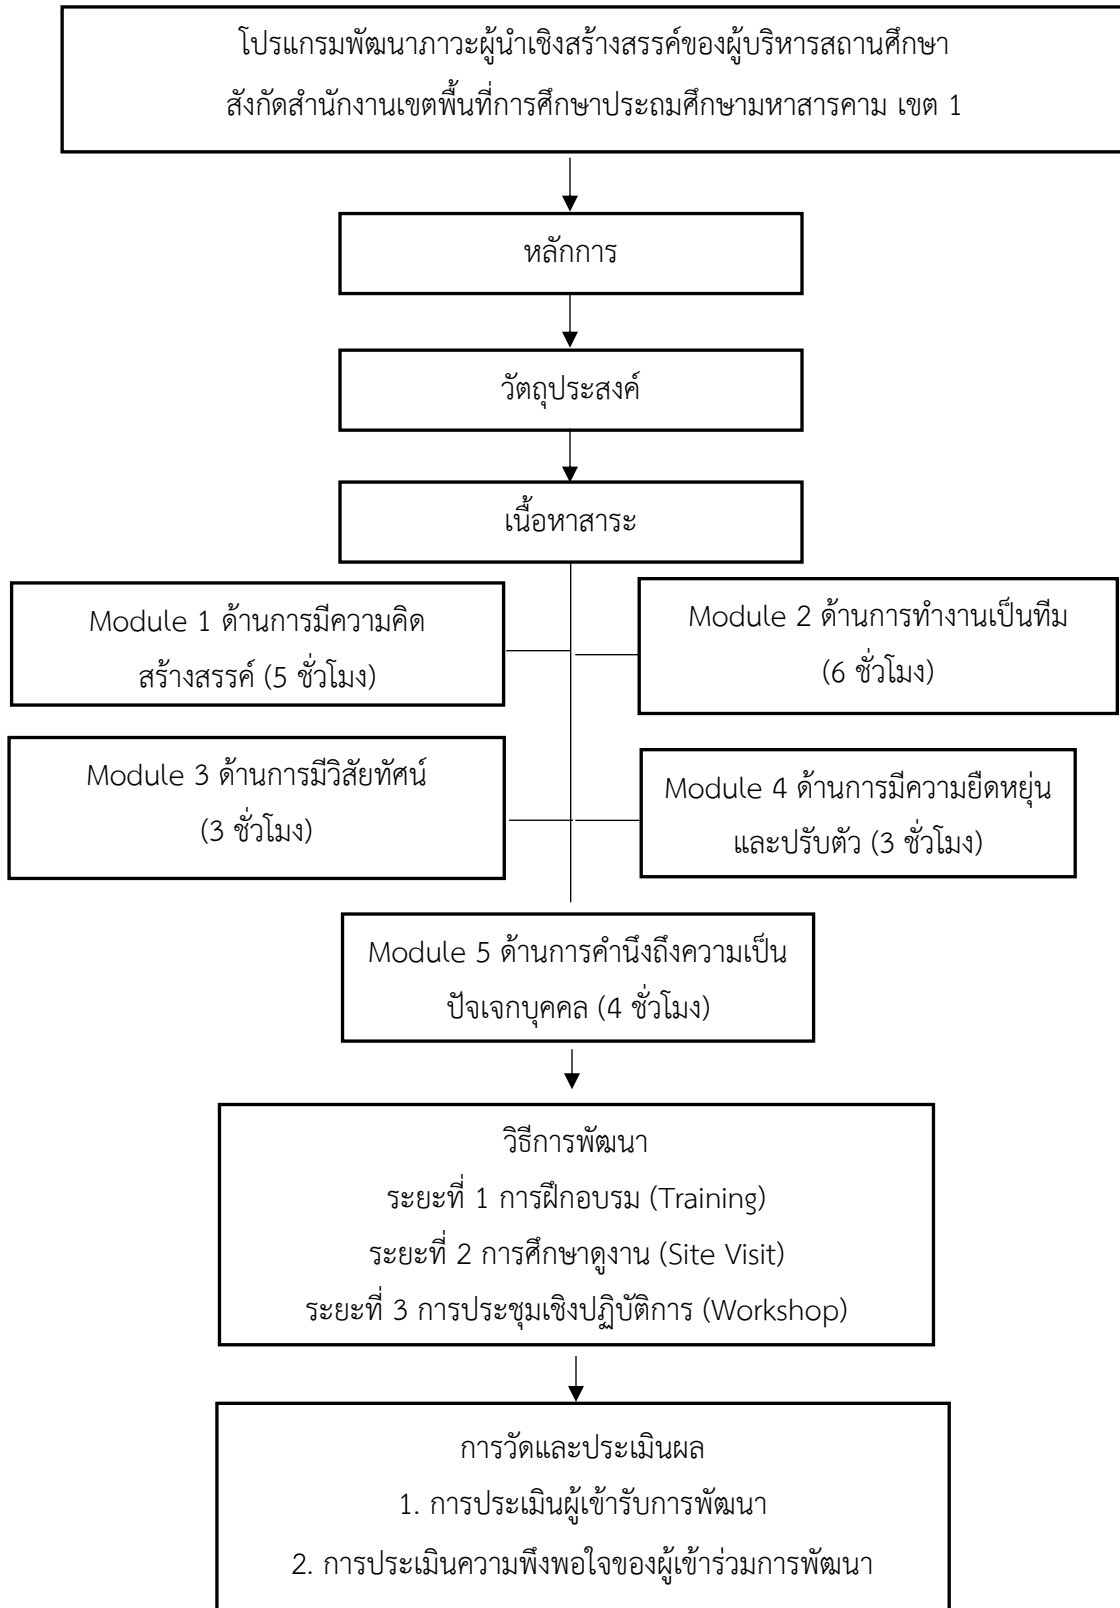 โปรแกรมพัฒนาภาวะผู้นำเชิงสร้างสรรค์ของผู้บริหารสถานศึกษา
สังกัดสำนักงานเขตพื้นที่การศึกษาประถมศึกษามหาสารคาม เขต 1
หลักการ
วัตถุประสงค์
เนื้อหาสาระ
Module 1 ด้านการมีความคิด
สร้างสรรค์ (5 ชั่วโมง)
Module 2 ด้านการทำงานเป็นทีม
(6 ชั่วโมง)
Module 3 ด้านการมีวิสัยทัศน์
(3 ชั่วโมง)
Module 4 ด้านการมีความยืดหยุ่น
และปรับตัว (3 ชั่วโมง)
Module 5 ด้านการคำนึงถึงความเป็น
ปัจเจกบุคคล (4 ชั่วโมง)
วิธีการพัฒนา
ระยะที่ 1 การฝึกอบรม (Training)
ระยะที่ 2 การศึกษาดูงาน (Site Visit)
ระยะที่ 3 การประชุมเชิงปฏิบัติการ (Workshop)
การวัดและประเมินผล
1. การประเมินผู้เข้ารับการพัฒนา
2. การประเมินความพึงพอใจของผู้เข้าร่วมการพัฒนา